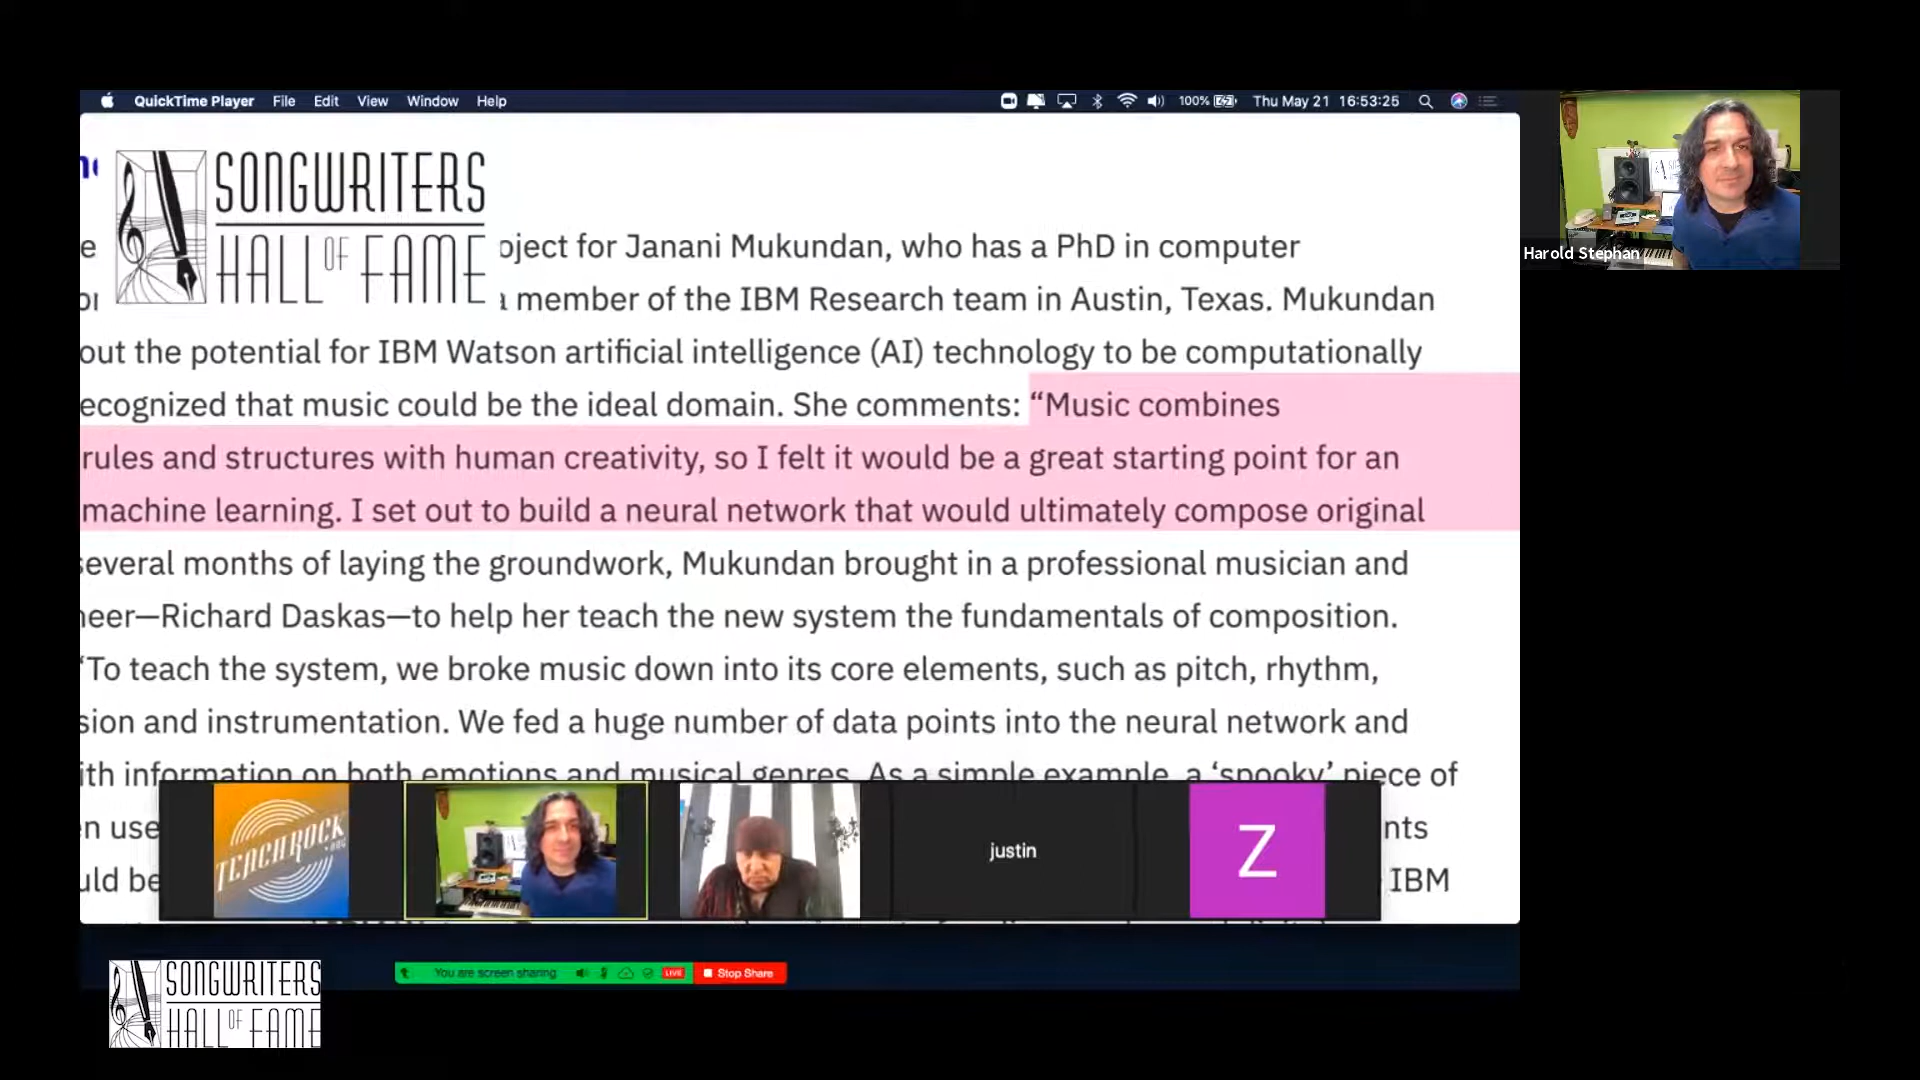 QuickTime Player File Edit View Window Help 100% Thu May 21 16:53:25
SONGWRITERS
HALL OF FAME
oject for Janani Mukundan, who has a PhD in computer
a member of the IBM Research team in Austin, Texas. Mukundan
out the potential for IBM Watson artificial intelligence (AI) technology to be computationally
ecognized that music could be the ideal domain. She comments: “Music combines
rules and structures with human creativity, so I felt it would be a great starting point for an
machine learning. I set out to build a neural network that would ultimately compose original
several months of laying the groundwork, Mukundan brought in a professional musician and
neer—Richard Daskas—to help her teach the new system the fundamentals of composition.
“To teach the system, we broke music down into its core elements, such as pitch, rhythm,
sion and instrumentation. We fed a huge number of data points into the neural network and
ith information on both emotions and musical genres. As a simple example, a ‘spooky’ piece of
n use
nts
uld be
IBM
TEACHROCK
.ORG
justin
Z
You are screen sharing LIVE Stop Share
SONGWRITERS
HALL OF FAME
Harold Stephan